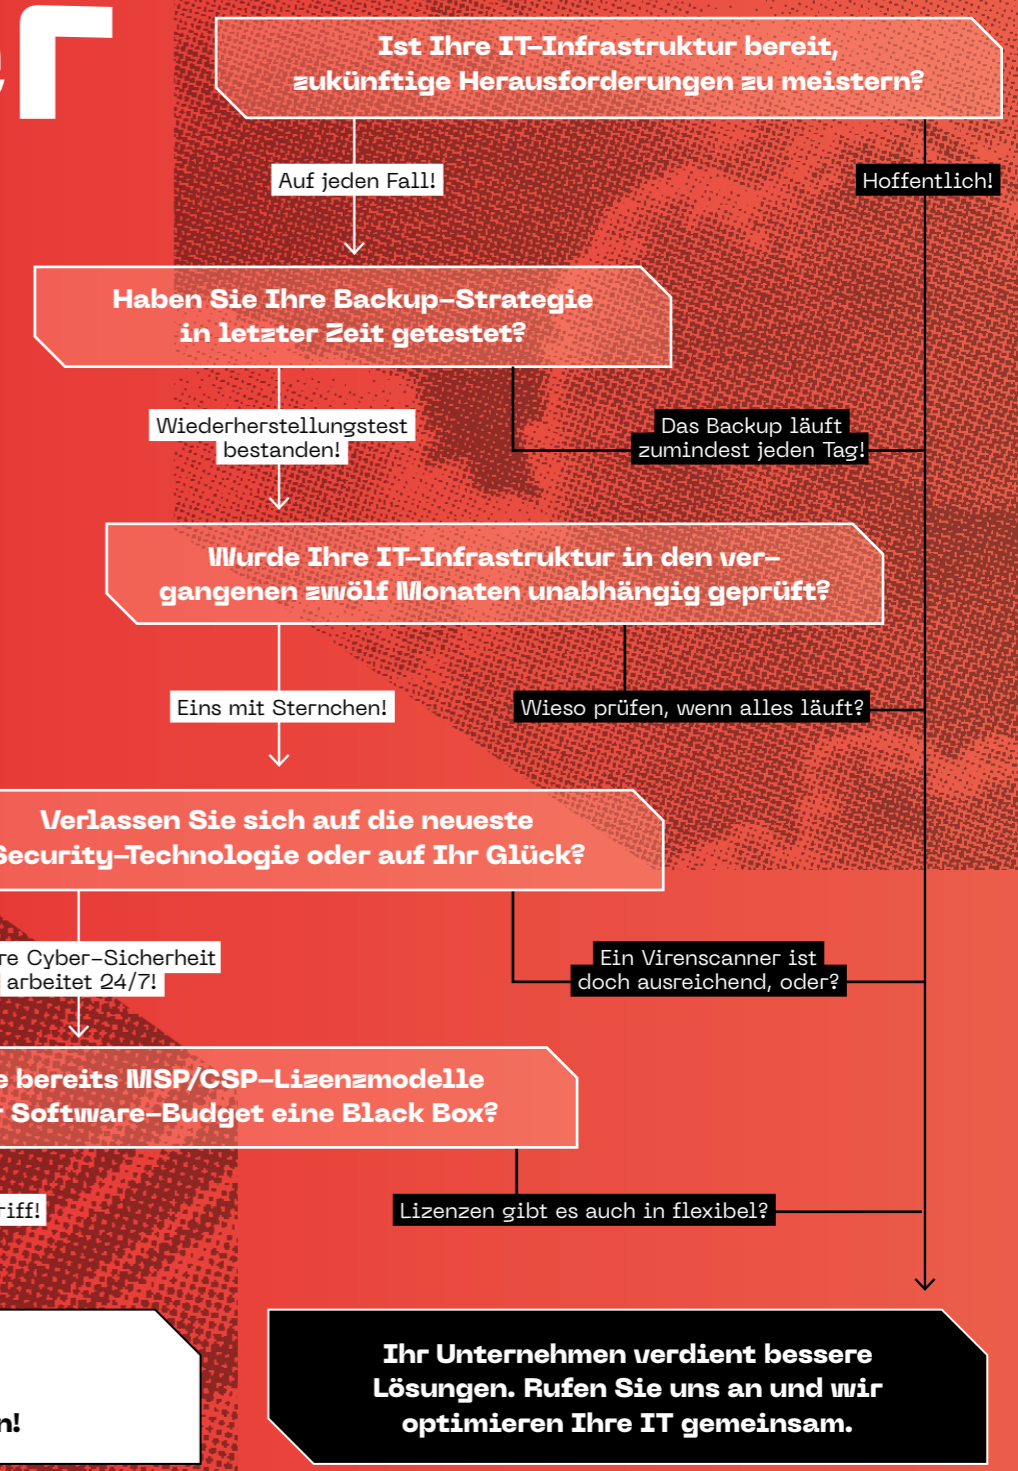 er
Ist Ihre IT-Infrastruktur bereit,
zukünftige Herausforderungen zu meistern?
Auf jeden Fall!
Hoffentlich!
Haben Sie Ihre Backup-Strategie
in letzter Zeit getestet?
Wiederherstellungstest
bestanden!
Das Backup läuft
zumindest jeden Tag!
Wurde Ihre IT-Infrastruktur in den ver-
gangenen zwölf Monaten unabhängig geprüft?
Eins mit Sternchen!
Wieso prüfen, wenn alles läuft?
Verlassen Sie sich auf die neueste
Security-Technologie oder auf Ihr Glück?
re Cyber-Sicherheit
arbeitet 24/7!
Ein Virenscanner ist
doch ausreichend, oder?
e bereits MSP/CSP-Lizenzmodelle
r Software-Budget eine Black Box?
riff!
Lizenzen gibt es auch in flexibel?
n!
Ihr Unternehmen verdient bessere
Lösungen. Rufen Sie uns an und wir
optimieren Ihre IT gemeinsam.